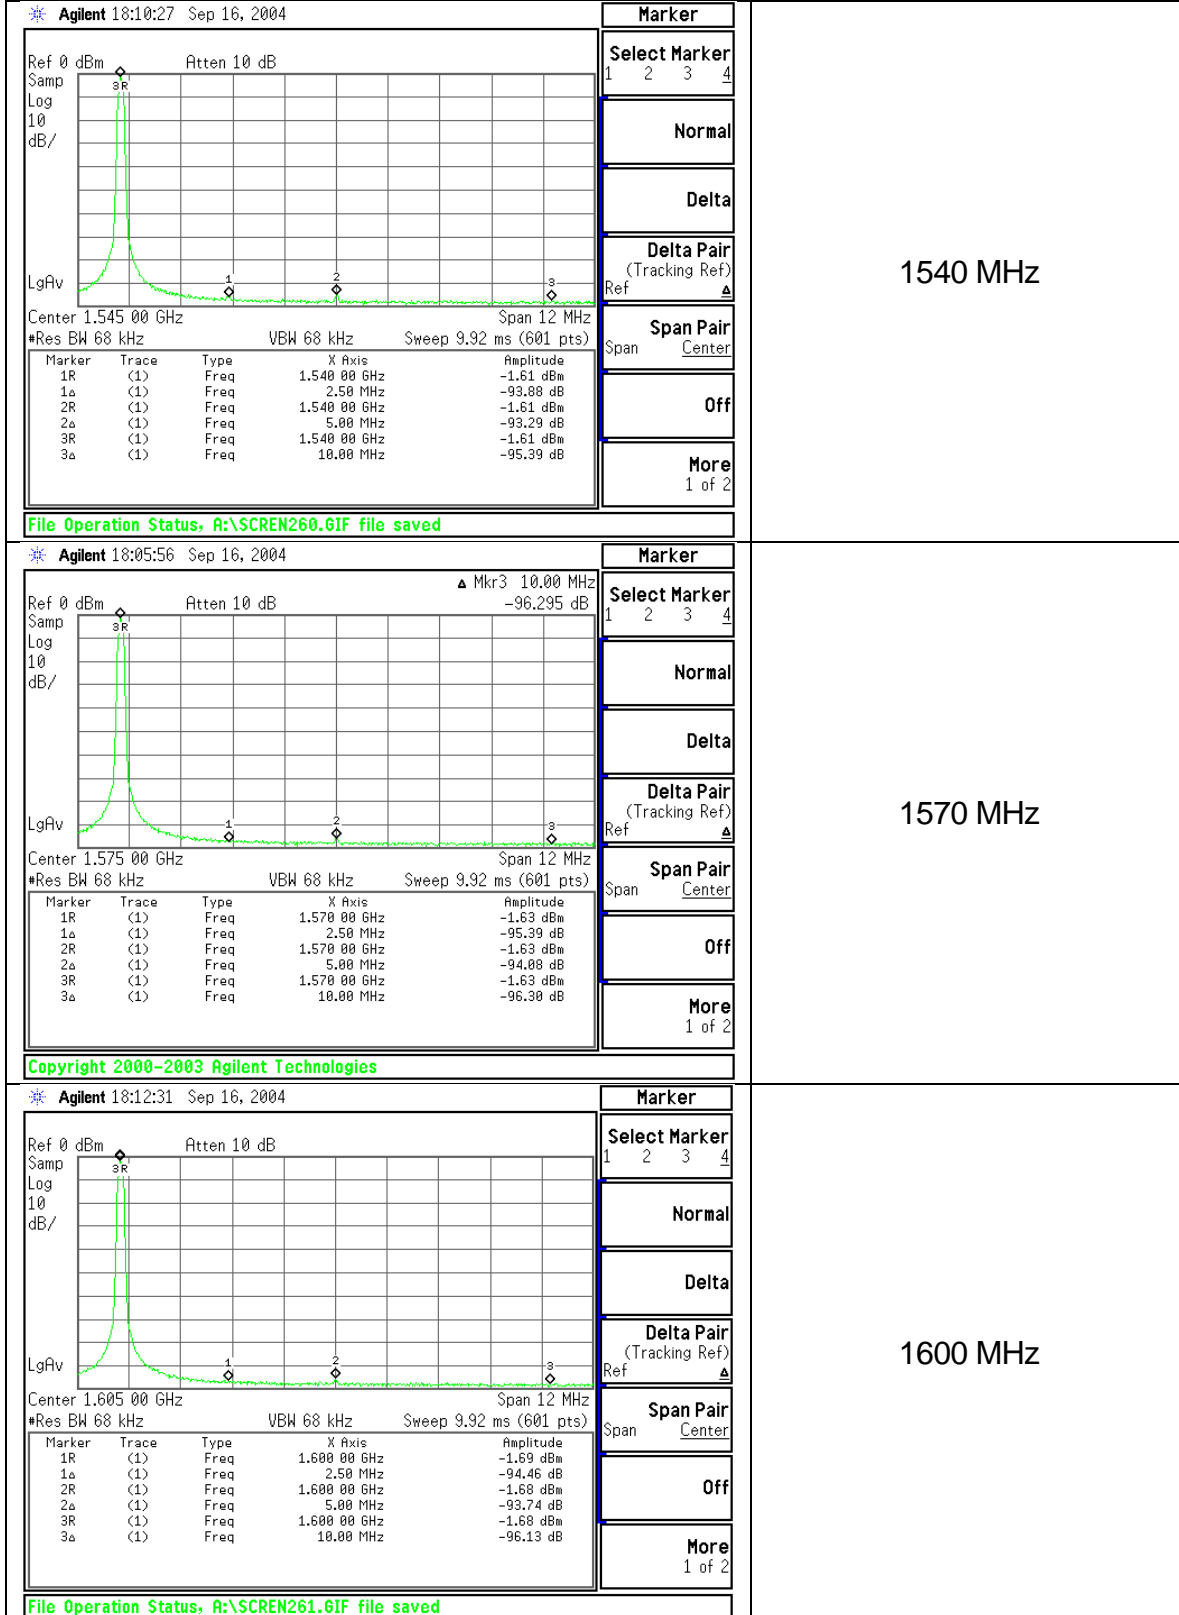 Agilent 18:10:27 Sep 16, 2004 Marker
Ref 0 dBm Atten 10 dB
Samp
Log
10
dB/
LgAv
3R
1 2 3
Center 1.545 00 GHz Span 12 MHz
#Res BW 68 kHz VBW 68 kHz Sweep 9.92 ms (601 pts)
Marker Trace Type X Axis Amplitude
1R (1) Freq 1.540 00 GHz -1.61 dBm
1Δ (1) Freq 2.50 MHz -93.88 dB
2R (1) Freq 1.540 00 GHz -1.61 dBm
2Δ (1) Freq 5.00 MHz -93.29 dB
3R (1) Freq 1.540 00 GHz -1.61 dBm
3Δ (1) Freq 10.00 MHz -95.39 dB
Select Marker
1 2 3 4
Normal
Delta
Delta Pair
(Tracking Ref)
Ref Δ
Span Pair
Span Center
Off
More
1 of 2
File Operation Status, A:\SCREN260.GIF file saved
1540 MHz
Agilent 18:05:56 Sep 16, 2004 Marker
Δ Mkr3 10.00 MHz
Ref 0 dBm Atten 10 dB -96.295 dB
Samp
Log
10
dB/
LgAv
3R
1 2 3
Center 1.575 00 GHz Span 12 MHz
#Res BW 68 kHz VBW 68 kHz Sweep 9.92 ms (601 pts)
Marker Trace Type X Axis Amplitude
1R (1) Freq 1.570 00 GHz -1.63 dBm
1Δ (1) Freq 2.50 MHz -95.39 dB
2R (1) Freq 1.570 00 GHz -1.63 dBm
2Δ (1) Freq 5.00 MHz -94.08 dB
3R (1) Freq 1.570 00 GHz -1.63 dBm
3Δ (1) Freq 10.00 MHz -96.30 dB
Select Marker
1 2 3 4
Normal
Delta
Delta Pair
(Tracking Ref)
Ref Δ
Span Pair
Span Center
Off
More
1 of 2
Copyright 2000-2003 Agilent Technologies
1570 MHz
Agilent 18:12:31 Sep 16, 2004 Marker
Ref 0 dBm Atten 10 dB
Samp
Log
10
dB/
LgAv
3R
1 2 3
Center 1.605 00 GHz Span 12 MHz
#Res BW 68 kHz VBW 68 kHz Sweep 9.92 ms (601 pts)
Marker Trace Type X Axis Amplitude
1R (1) Freq 1.600 00 GHz -1.69 dBm
1Δ (1) Freq 2.50 MHz -94.46 dB
2R (1) Freq 1.600 00 GHz -1.68 dBm
2Δ (1) Freq 5.00 MHz -93.74 dB
3R (1) Freq 1.600 00 GHz -1.68 dBm
3Δ (1) Freq 10.00 MHz -96.13 dB
Select Marker
1 2 3 4
Normal
Delta
Delta Pair
(Tracking Ref)
Ref Δ
Span Pair
Span Center
Off
More
1 of 2
File Operation Status, A:\SCREN261.GIF file saved
1600 MHz